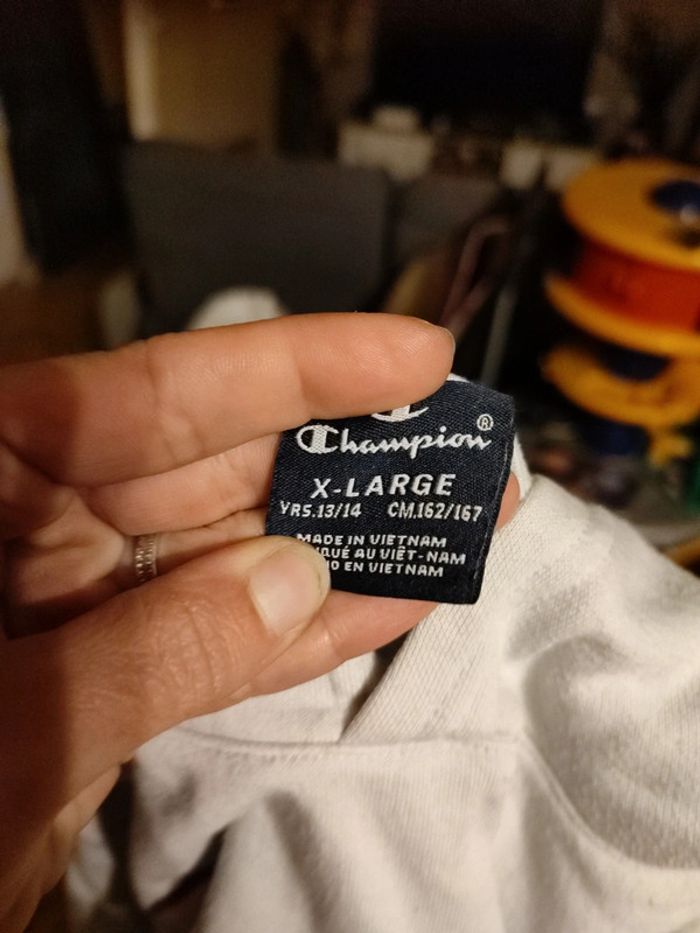 Champion®
X-LARGE
YRS.13/14 CM.162/167
MADE IN VIETNAM
AU VIÊT-NAM
EN VIETNAM